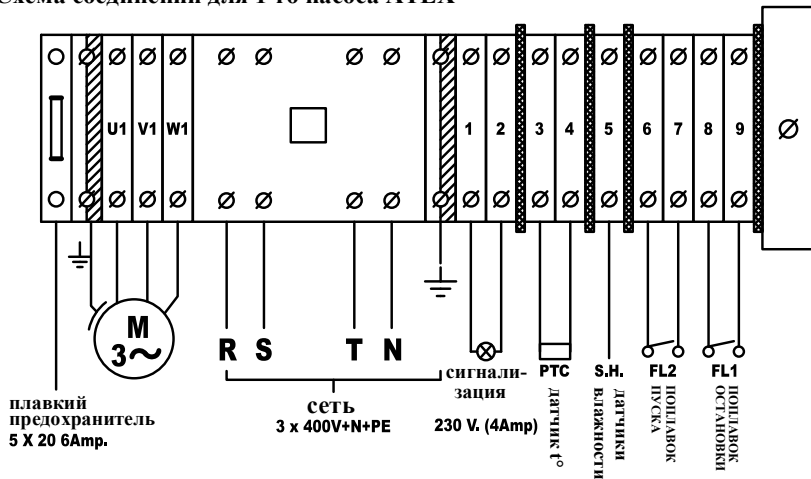 Схема соединений для 1-го насоса ATEX
U1 V1 W1 1 2 3 4 5 6 7 8 9
M
3~
R S T N
плавкий
предохранитель
5 X 20 6Amp.
сеть
3 x 400V+N+PE
сигнали-
зация
230 V. (4Amp)
PTC
датчик t°
S.H.
датчики
влажности
FL2
ПОПЛАВОК
ПУСКА
FL1
ПОПЛАВОК
ОСТАНОВКИ